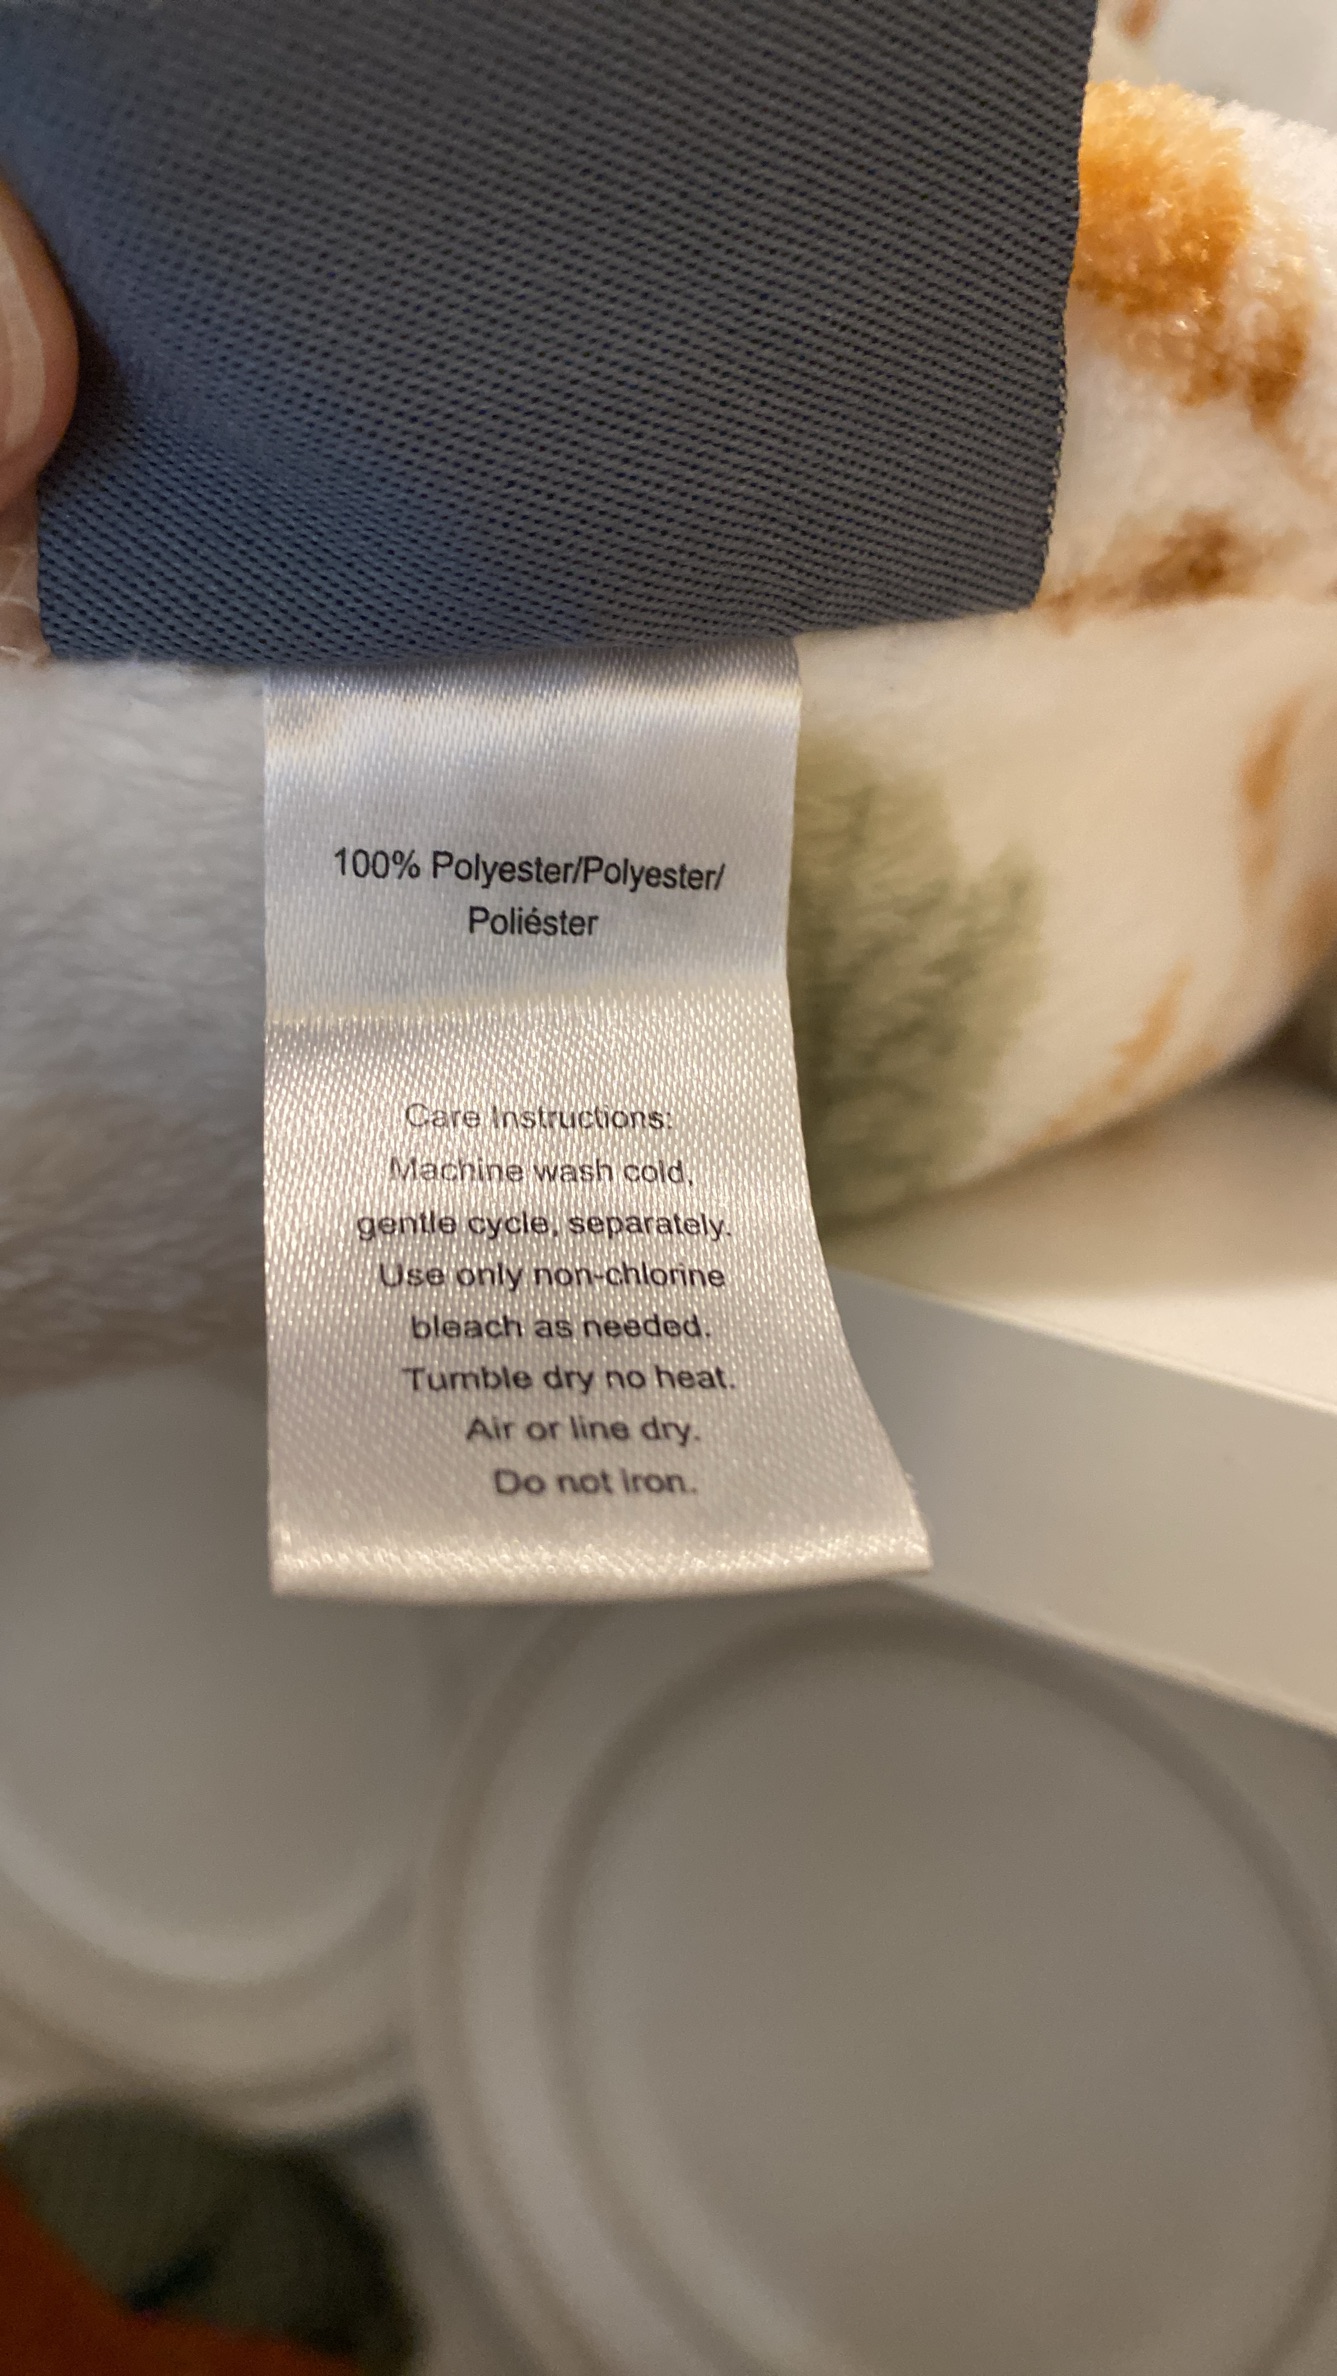 100% Polyester/Polyester/
Poliéster
Care Instructions:
Machine wash cold,
gentle cycle, separately.
Use only non-chlorine
bleach as needed.
Tumble dry no heat.
Air or line dry.
Do not iron.